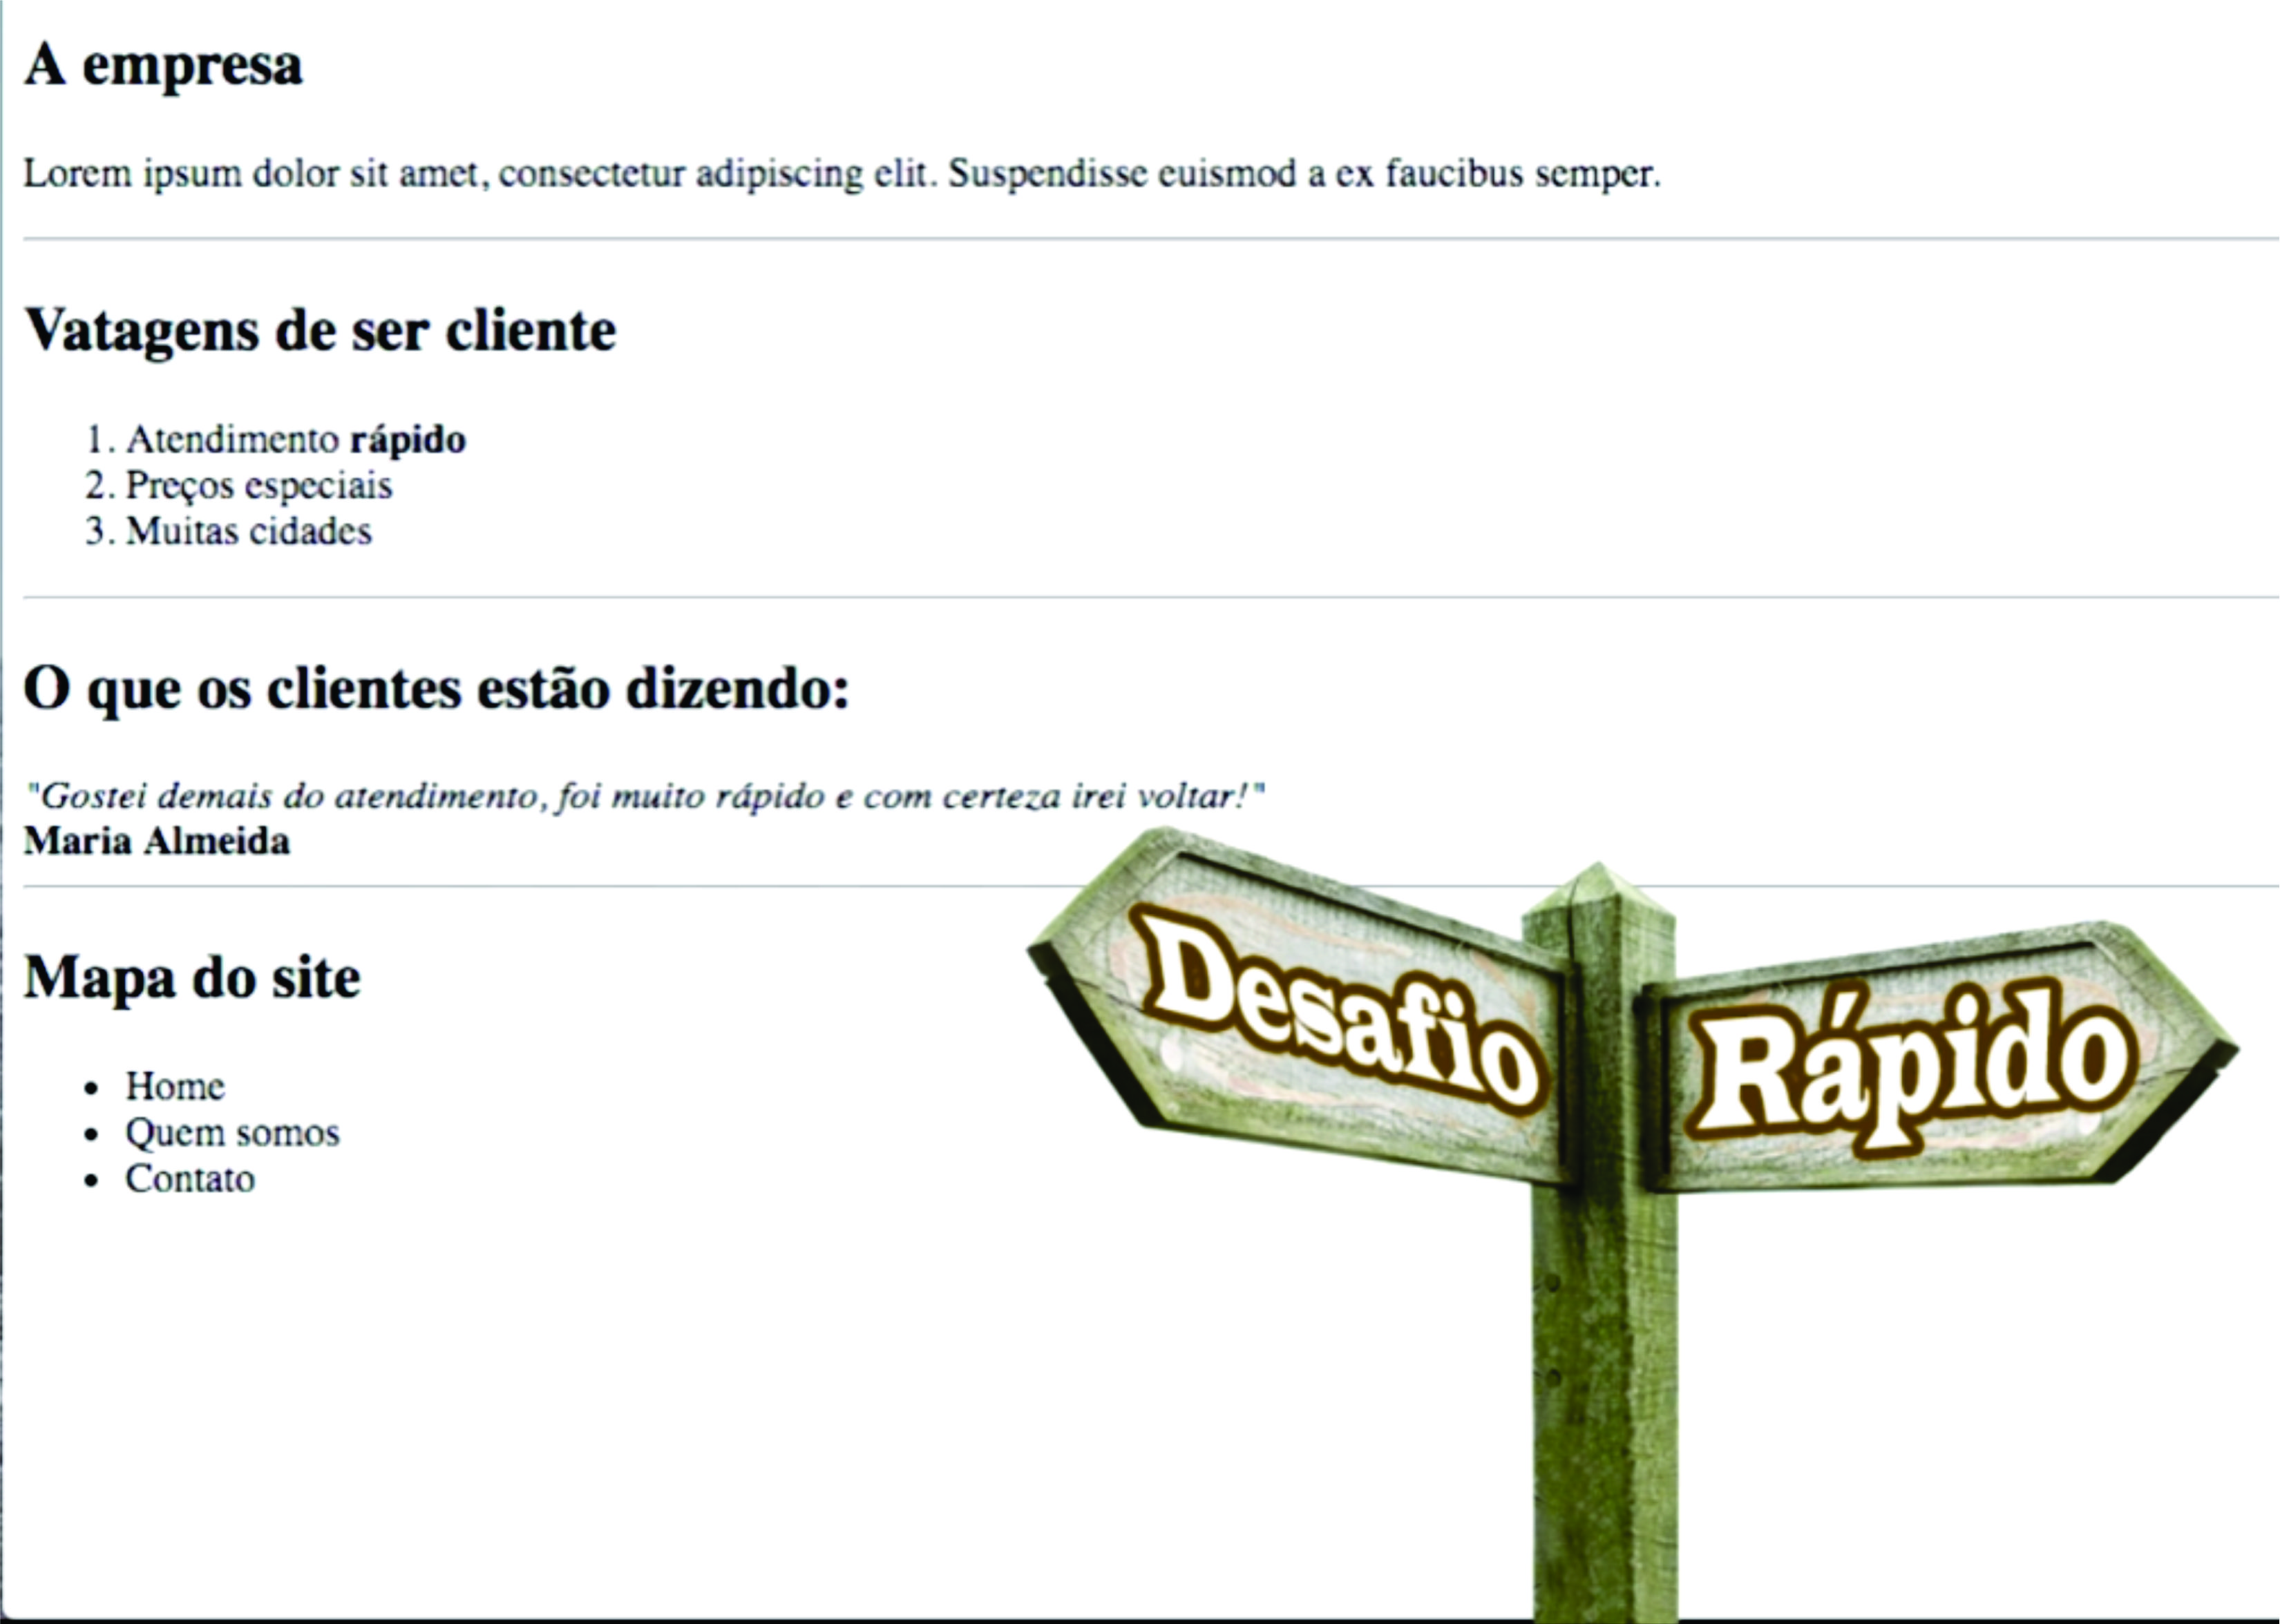 A empresa
Lorem ipsum dolor sit amet, consectetur adipiscing elit. Suspendisse euismod a ex faucibus semper.
Vatagens de ser cliente
1. Atendimento rápido
2. Preços especiais
3. Muitas cidades
O que os clientes estão dizendo:
"Gostei demais do atendimento, foi muito rápido e com certeza irei voltar!"
Maria Almeida
Mapa do site
• Home
• Quem somos
• Contato
Desafio
Rápido